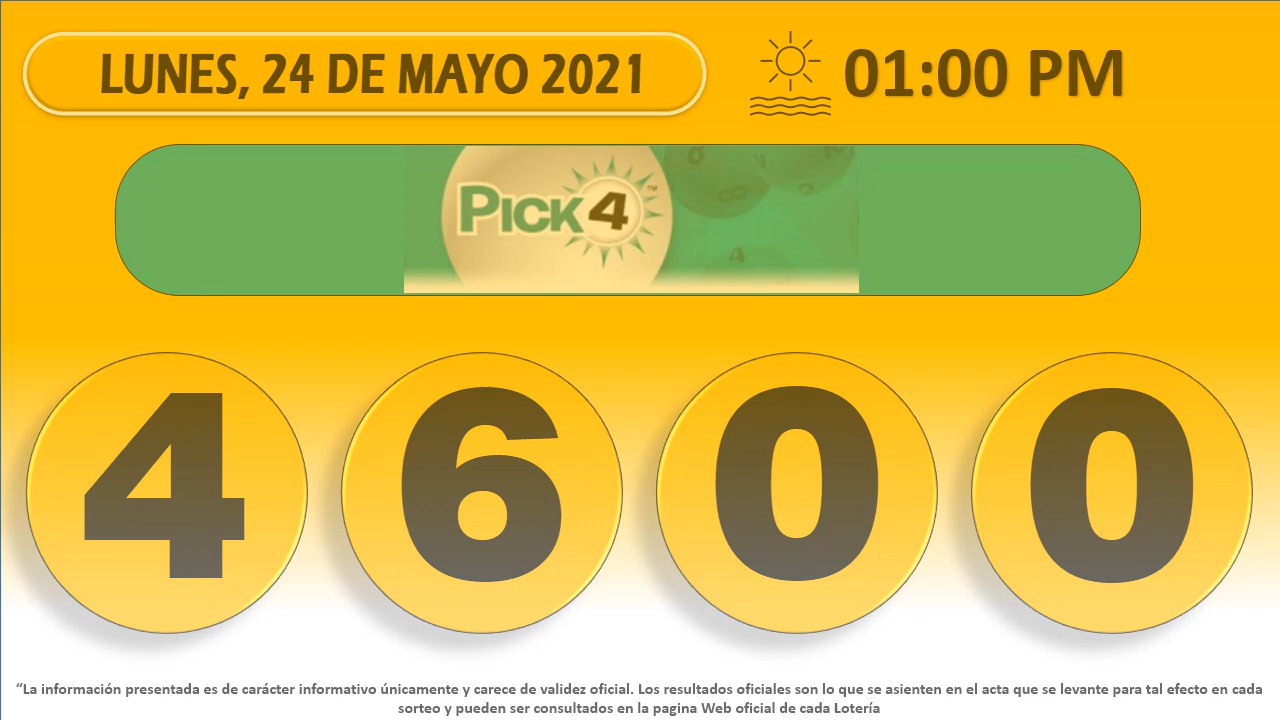 LUNES, 24 DE MAYO 2021
01:00 PM
PICK 4™
4 6 0 0
“La información presentada es de carácter informativo únicamente y carece de validez oficial. Los resultados oficiales son lo que se asienten en el acta que se levante para tal efecto en cada
sorteo y pueden ser consultados en la pagina Web oficial de cada Lotería